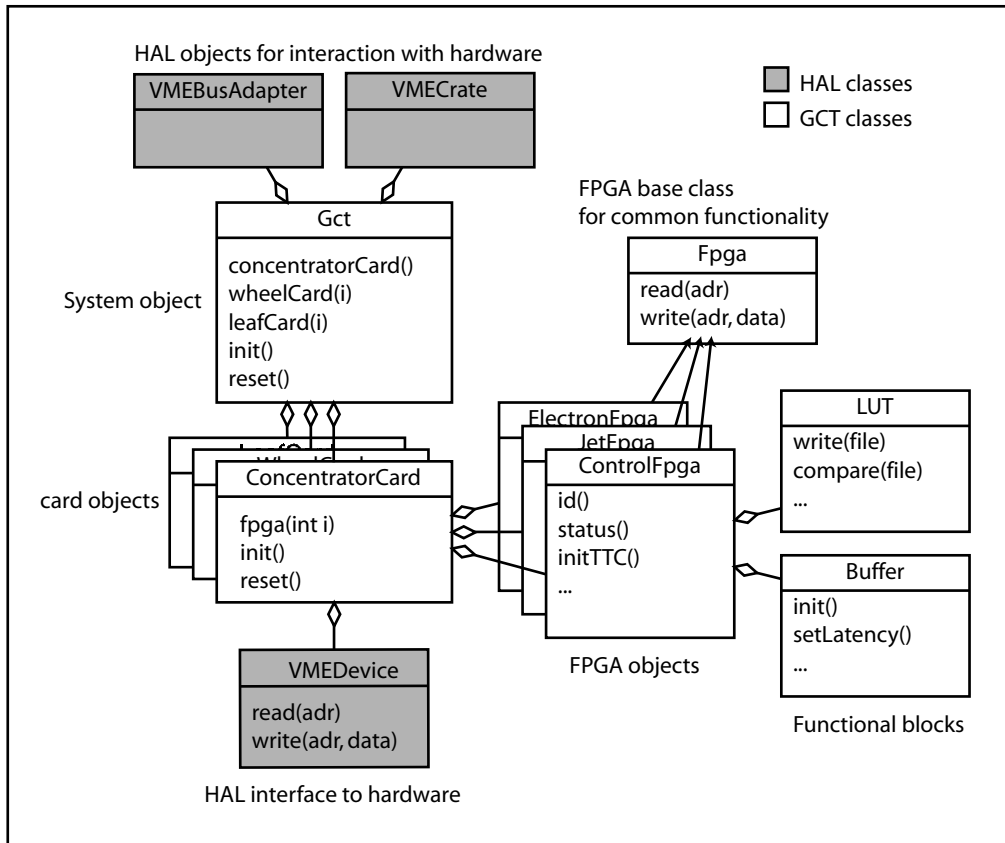 HAL objects for interaction with hardware
VMEBusAdapter
VMECrate
HAL classes
GCT classes
Gct
concentratorCard()
wheelCard(i)
leafCard(i)
init()
reset()
System object
FPGA base class
for common functionality
Fpga
read(adr)
write(adr, data)
card objects
ConcentratorCard
fpga(int i)
init()
reset()
ElectronFpga
JetFpga
ControlFpga
id()
status()
initTTC()
...
FPGA objects
LUT
write(file)
compare(file)
...
Buffer
init()
setLatency()
...
Functional blocks
VMEDevice
read(adr)
write(adr, data)
HAL interface to hardware